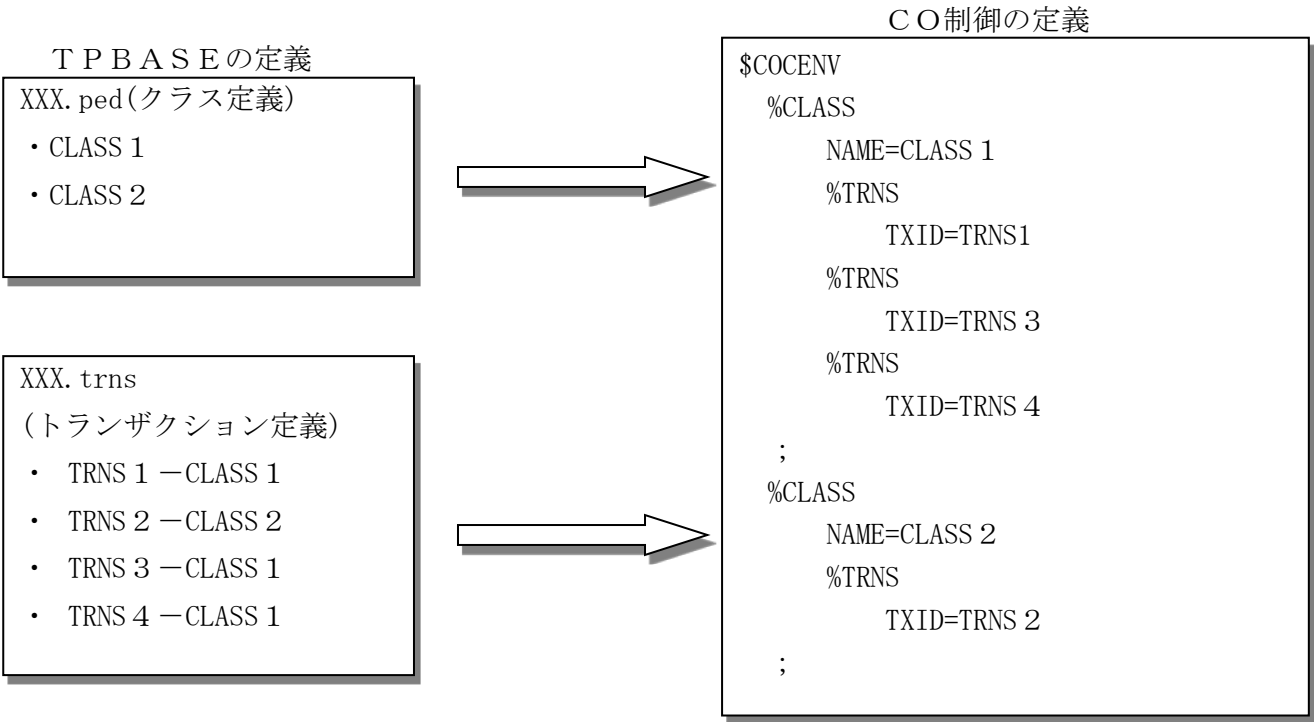 ＴＰＢＡＳＥの定義
XXX.ped(クラス定義)
・CLASS１
・CLASS２
XXX.trns
(トランザクション定義)
・ TRNS１－CLASS１
・ TRNS２－CLASS２
・ TRNS３－CLASS１
・ TRNS４－CLASS１
ＣＯ制御の定義
$COCENV
%CLASS
NAME=CLASS１
%TRNS
TXID=TRNS1
%TRNS
TXID=TRNS３
%TRNS
TXID=TRNS４
;
%CLASS
NAME=CLASS２
%TRNS
TXID=TRNS２
;